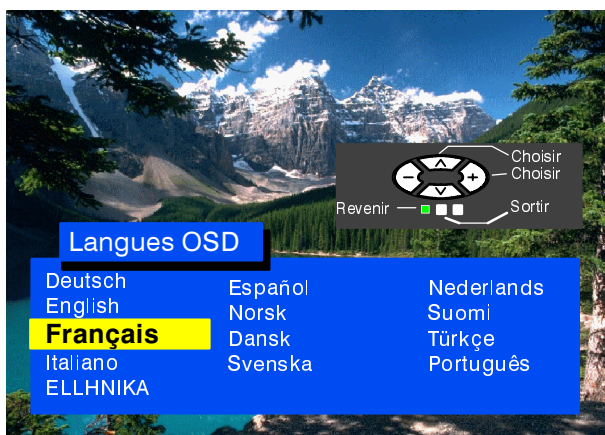 Choisir
Choisir
Revenir
Sortir
Langues OSD
Deutsch
English
Français
Italiano
ELLHNIKA
Español
Norsk
Dansk
Svenska
Nederlands
Suomi
Türkçe
Português